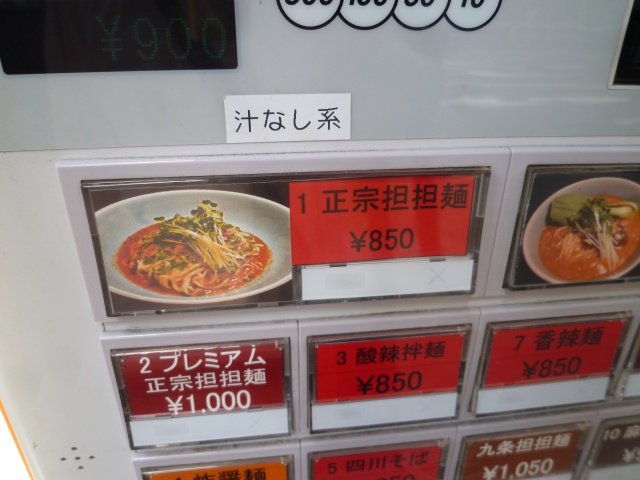 ¥900
汁なし系
1 正宗担担麺
¥850
2 プレミアム
正宗担担麺
¥1,000
3 酸辣拌麺
¥850
7 香辣麺
¥850
5 四川そば
九条担担麺
¥1,050
10